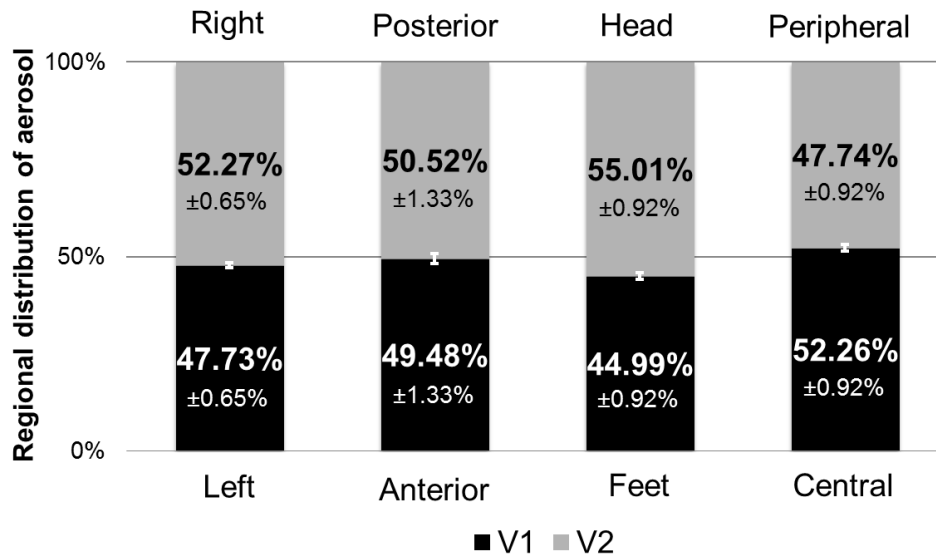 Right Posterior Head Peripheral
Regional distribution of aerosol
100%
52.27% 50.52% 55.01% 47.74%
±0.65% ±1.33% ±0.92% ±0.92%
50%
47.73% 49.48% 44.99% 52.26%
±0.65% ±1.33% ±0.92% ±0.92%
0%
Left Anterior Feet Central
V1 V2